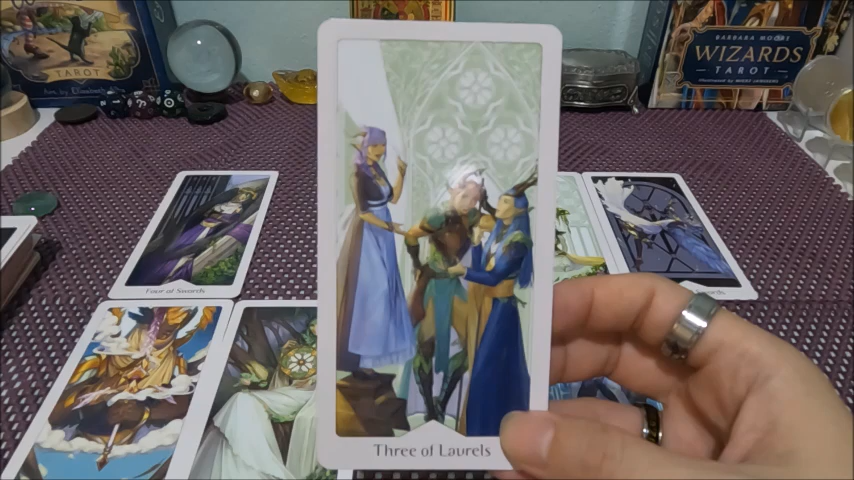 TAROT
BARBARA MOORE
WIZARDS
TAROT
Four of Swords
Three of Laurels